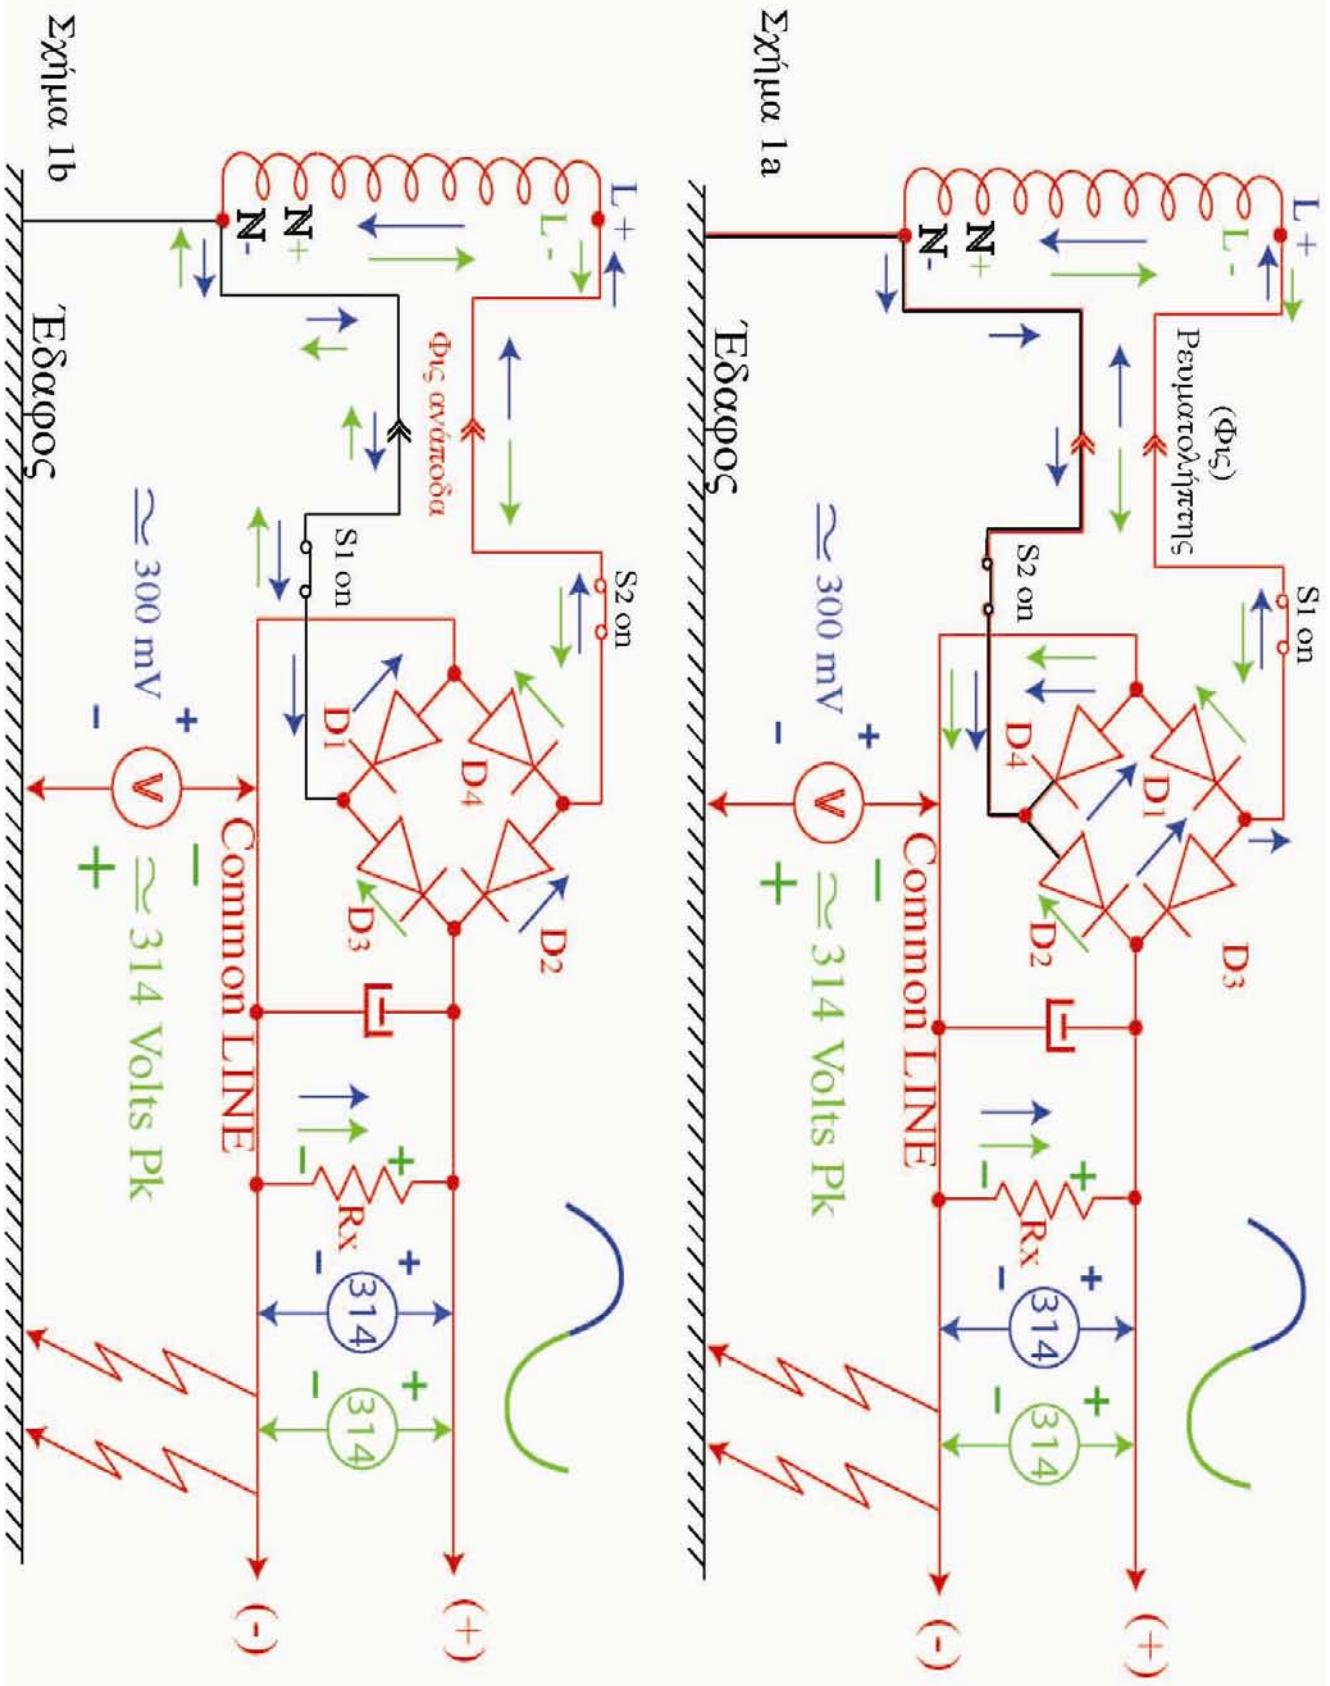 Σχήμα 1a
L +
L -
N+
N-
(Φις)
Ρευματολήπτης
S1 on
S2 on
D1
D3
D4
D2
+
-
Rx
+
-
314
+
-
314
(+)
(-)
Common LINE
≃ 300 mV
+
-
V
-
+
≃ 314 Volts Pk
Έδαφος
Σχήμα 1b
L +
L -
N+
N-
Φις ανάποδα
S2 on
S1 on
D4
D2
D1
D3
+
-
Rx
+
-
314
+
-
314
(+)
(-)
Common LINE
≃ 300 mV
+
-
V
-
+
≃ 314 Volts Pk
Έδαφος